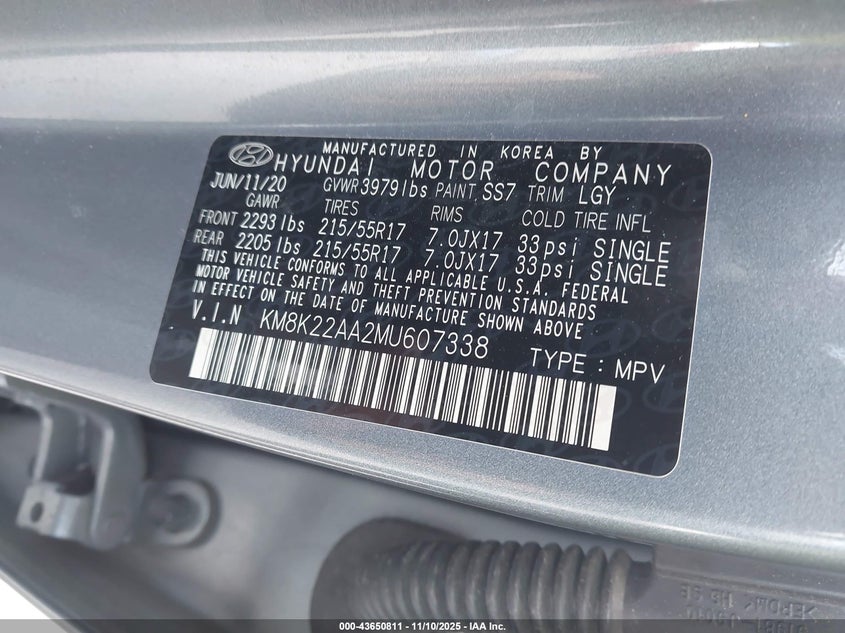 MANUFACTURED IN KOREA BY
HYUNDAI MOTOR COMPANY
JUN/11/20 GVWR 3979lbs PAINT SS7 TRIM LGY
GAWR TIRES RIMS COLD TIRE INFL
FRONT 2293 lbs 215/55R17 7.0JX17 33psi SINGLE
REAR 2205 lbs 215/55R17 7.0JX17 33psi SINGLE
THIS VEHICLE CONFORMS TO ALL APPLICABLE U.S.A. FEDERAL
MOTOR VEHICLE SAFETY AND THEFT PREVENTION STANDARDS
IN EFFECT ON THE DATE OF MANUFACTURE SHOWN ABOVE
V.I.N KM8K22AA2MU607338 TYPE : MPV
000-43650811 - 11/10/2025 - IAA Inc.